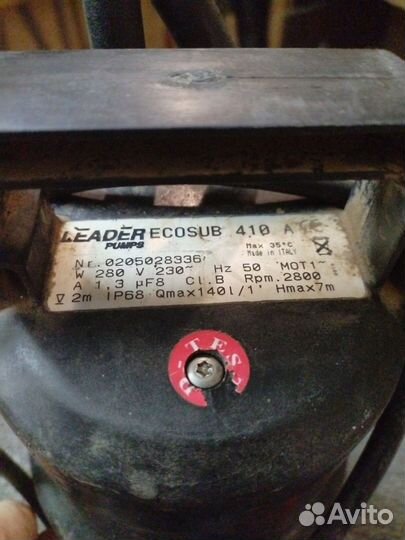 LEADER ECOSUB 410 A
PUMPS
Max 35°C
Made in ITALY
Nr. 0205028336
W 280 V 230~ Hz 50 MOT1~
A 1,3 µF8 Cl.B Rpm.2800
V 2m IP68 Qmax140l/1' Hmax7m
D-TEST
Avito